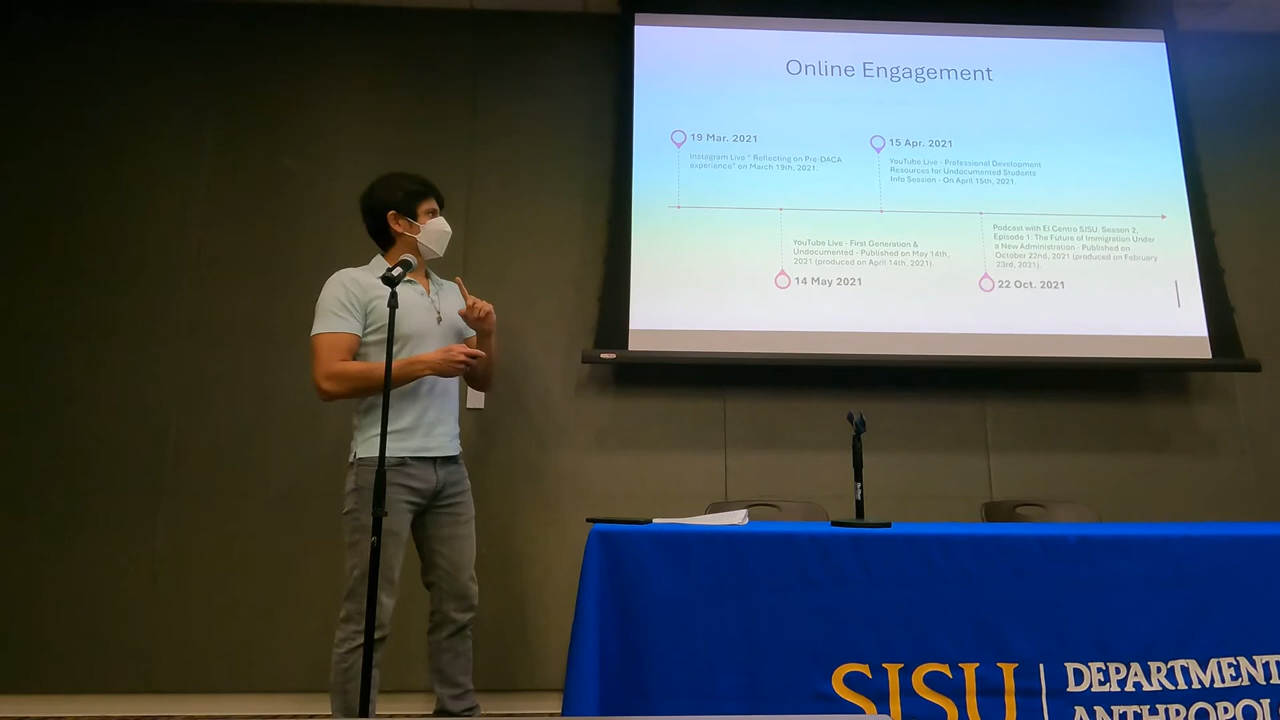 Online Engagement
19 Mar. 2021
Instagram Live " Reflecting on Pre-DACA
experience" on March 19th, 2021.
15 Apr. 2021
YouTube Live - Professional Development
Resources for Undocumented Students
Info Session - On April 15th, 2021.
YouTube Live - First Generation &
Undocumented - Published on May 14th,
2021 (produced on April 14th, 2021).
14 May 2021
Podcast with El Centro SJSU. Season 2,
Episode 1: The Future of Immigration Under
a New Administration - Published on
October 22nd, 2021 (produced on February
23rd, 2021).
22 Oct. 2021
SJSU
DEPARTMENT
ANTHROPOL